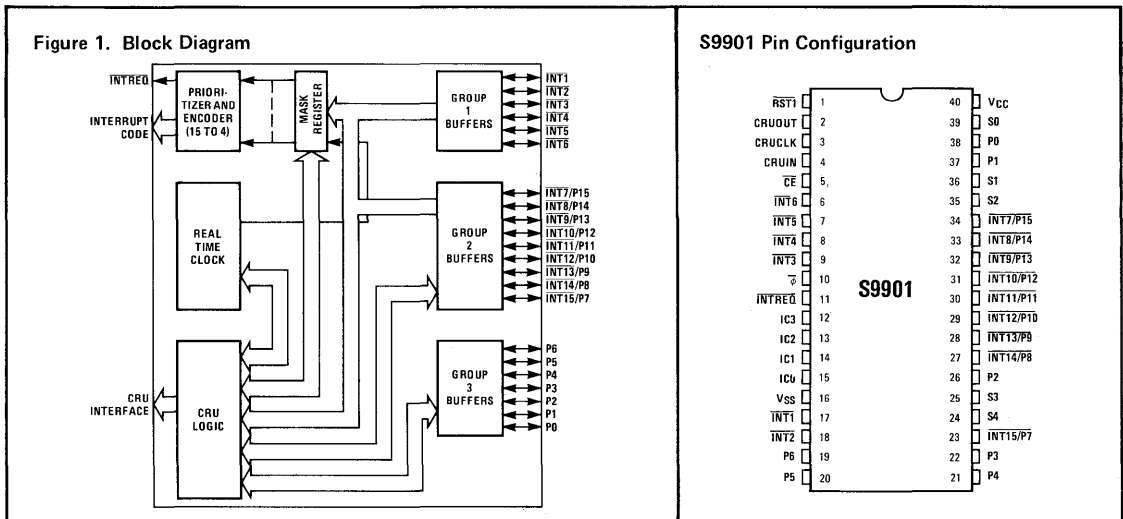 Figure 1. Block Diagram
INTREQ
PRIORI-
TIZER AND
ENCODER
(15 TO 4)
INTERRUPT
CODE
MASK
REGISTER
GROUP
1
BUFFERS
INT1
INT2
INT3
INT4
INT5
INT6
REAL
TIME
CLOCK
GROUP
2
BUFFERS
INT7/P15
INT8/P14
INT9/P13
INT10/P12
INT11/P11
INT12/P10
INT13/P9
INT14/P8
INT15/P7
CRU
INTERFACE
CRU
LOGIC
GROUP
3
BUFFERS
P6
P5
P4
P3
P2
P1
P0
S9901 Pin Configuration
RST1 1 40 VCC
CRUOUT 2 39 S0
CRUCLK 3 38 P0
CRUIN 4 37 P1
CE 5 36 S1
INT6 6 35 S2
INT5 7 34 INT7/P15
INT4 8 33 INT8/P14
INT3 9 32 INT9/P13
φ 10 31 INT10/P12
S9901
INTREQ 11 30 INT11/P11
IC3 12 29 INT12/P10
IC2 13 28 INT13/P9
IC1 14 27 INT14/P8
IC0 15 26 P2
VSS 16 25 S3
INT1 17 24 S4
INT2 18 23 INT15/P7
P6 19 22 P3
P5 20 21 P4